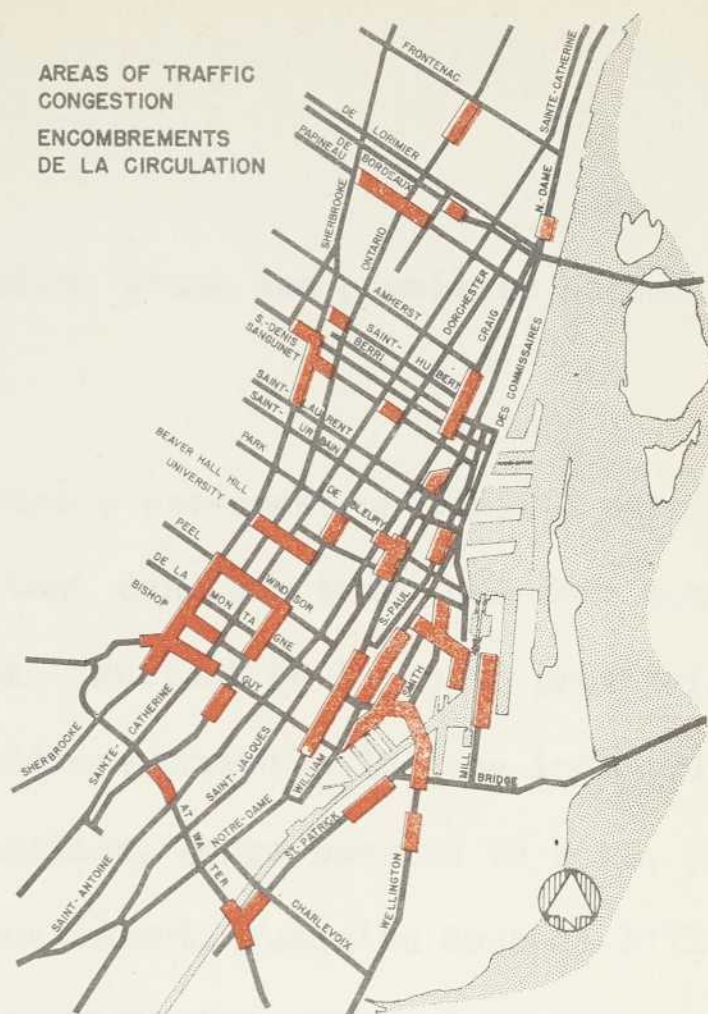 AREAS OF TRAFFIC
CONGESTION
ENCOMBREMENTS
DE LA CIRCULATION
FRONTENAC
SAINTE-CATHERINE
DE LORIMIER
DE BORDEAUX
PAPINEAU
N.-DAME
SHERBROOKE
ONTARIO
AMHERST
DORCHESTER
CRAIG
DES COMMISSAIRES
SAINT-HUBERT
BERRI
S.-DENIS
SANGUINET
SAINT-LAURENT
SAINT-URBAIN
PARK
DE BLEURY
BEAVER HALL HILL
UNIVERSITY
PEEL
WINDSOR
DE LA MONTAGNE
BISHOP
S.-PAUL
SMITH
GUY
SHERBROOKE
SAINTE-CATHERINE
SAINT-JACQUES
WILLIAM
MILL
BRIDGE
NOTRE-DAME
ST-PATRICK
ATWATER
SAINT-ANTOINE
CHARLEVOIX
WELLINGTON
N